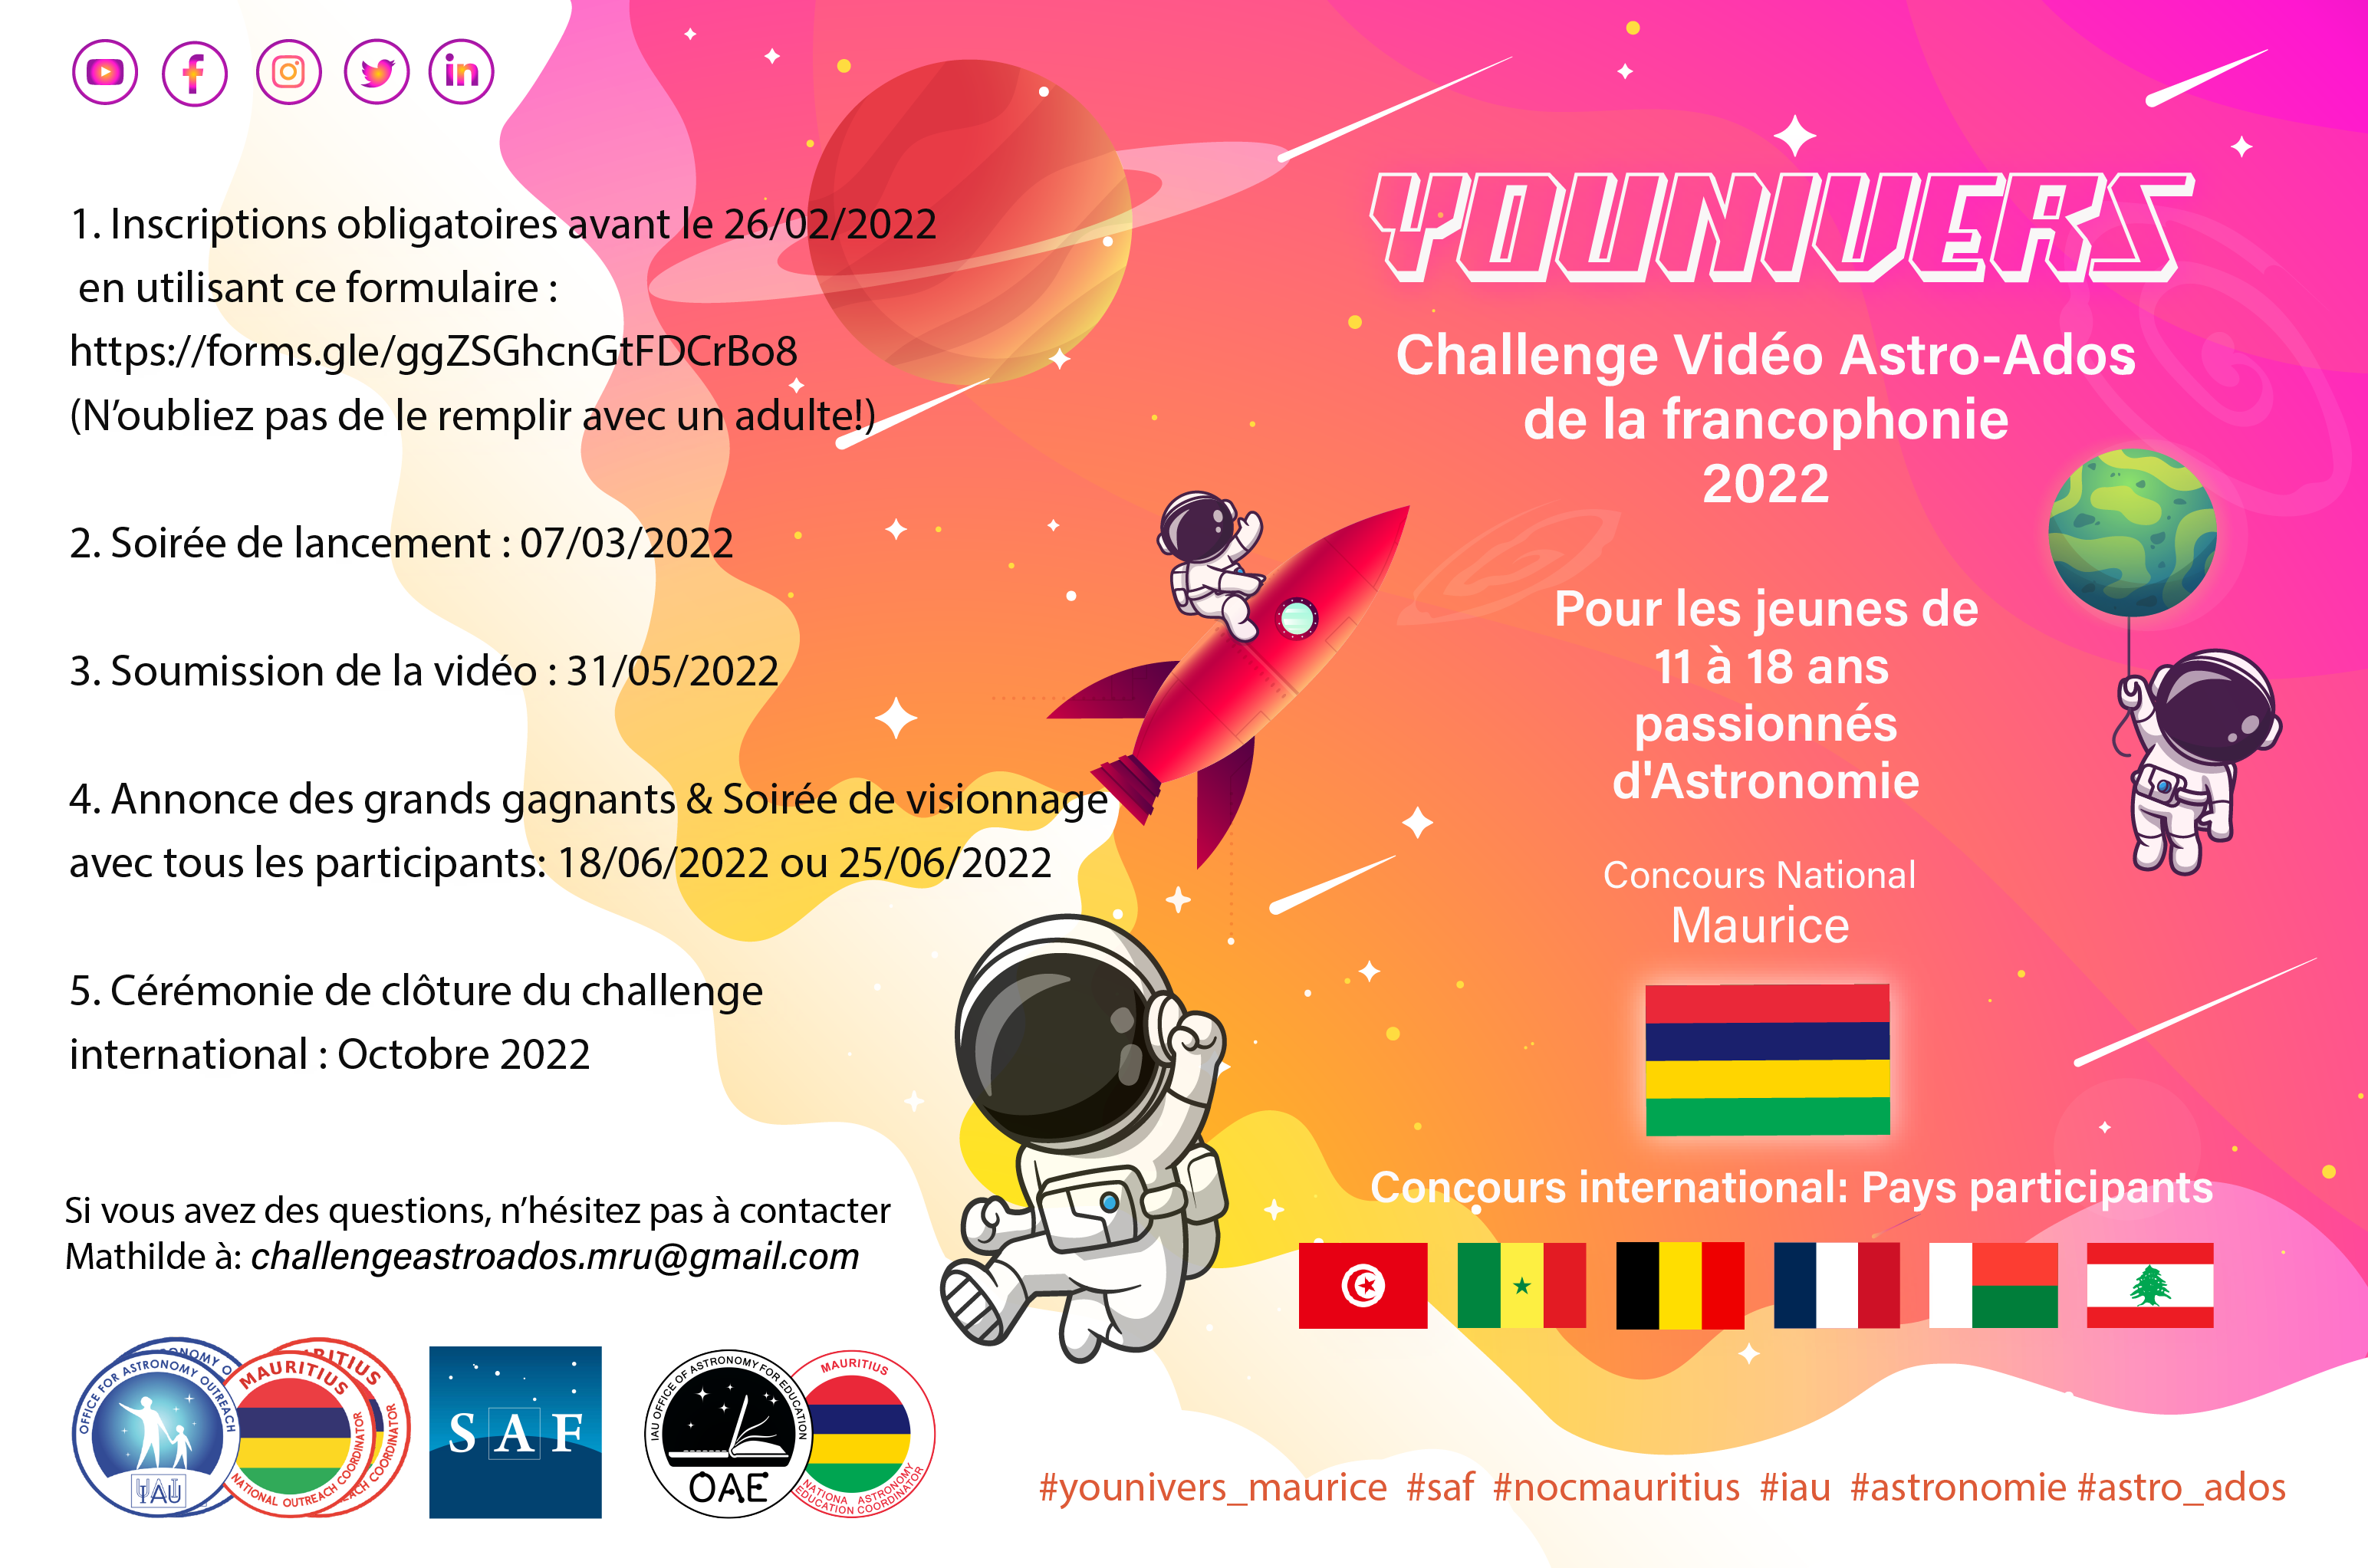 1. Inscriptions obligatoires avant le 26/02/2022
en utilisant ce formulaire :
https://forms.gle/ggZSGhcnGtFDCrBo8
(N’oubliez pas de le remplir avec un adulte!)
2. Soirée de lancement : 07/03/2022
3. Soumission de la vidéo : 31/05/2022
4. Annonce des grands gagnants & Soirée de visionnage
avec tous les participants: 18/06/2022 ou 25/06/2022
5. Cérémonie de clôture du challenge
international : Octobre 2022
Si vous avez des questions, n’hésitez pas à contacter
Mathilde à: challengeastroados.mru@gmail.com
YOUNIVERS
Challenge Vidéo Astro-Ados
de la francophonie
2022
Pour les jeunes de
11 à 18 ans
passionnés
d'Astronomie
Concours National
Maurice
Concours international: Pays participants
OFFICE FOR ASTRONOMY OUTREACH
IAU
MAURITIUS
NATIONAL OUTREACH COORDINATOR
SAF
IAU OFFICE OF ASTRONOMY FOR EDUCATION
OAE
MAURITIUS
NATIONA ASTRONOMY
EDUCATION COORDINATOR
#younivers_maurice #saf #nocmauritius #iau #astronomie #astro_ados